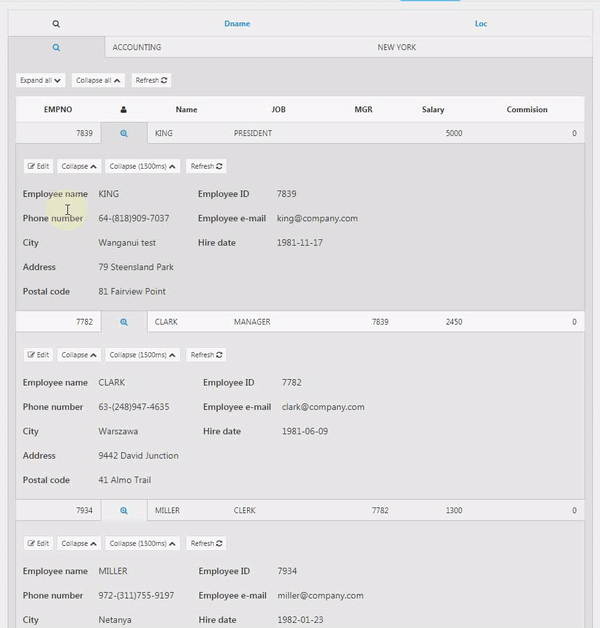 Dname Loc
ACCOUNTING NEW YORK
Expand all Collapse all Refresh
EMPNO Name JOB MGR Salary Commision
7839 KING PRESIDENT 5000 0
Edit Collapse Collapse (1500ms) Refresh
Employee name KING Employee ID 7839
Phone number 64-(818)909-7037 Employee e-mail king@company.com
City Wanganui test Hire date 1981-11-17
Address 79 Steensland Park
Postal code 81 Fairview Point
7782 CLARK MANAGER 7839 2450 0
Edit Collapse Collapse (1500ms) Refresh
Employee name CLARK Employee ID 7782
Phone number 63-(248)947-4635 Employee e-mail clark@company.com
City Warszawa Hire date 1981-06-09
Address 9442 David Junction
Postal code 41 Almo Trail
7934 MILLER CLERK 7782 1300 0
Edit Collapse Collapse (1500ms) Refresh
Employee name MILLER Employee ID 7934
Phone number 972-(311)755-9197 Employee e-mail miller@company.com
City Netanya Hire date 1982-01-23